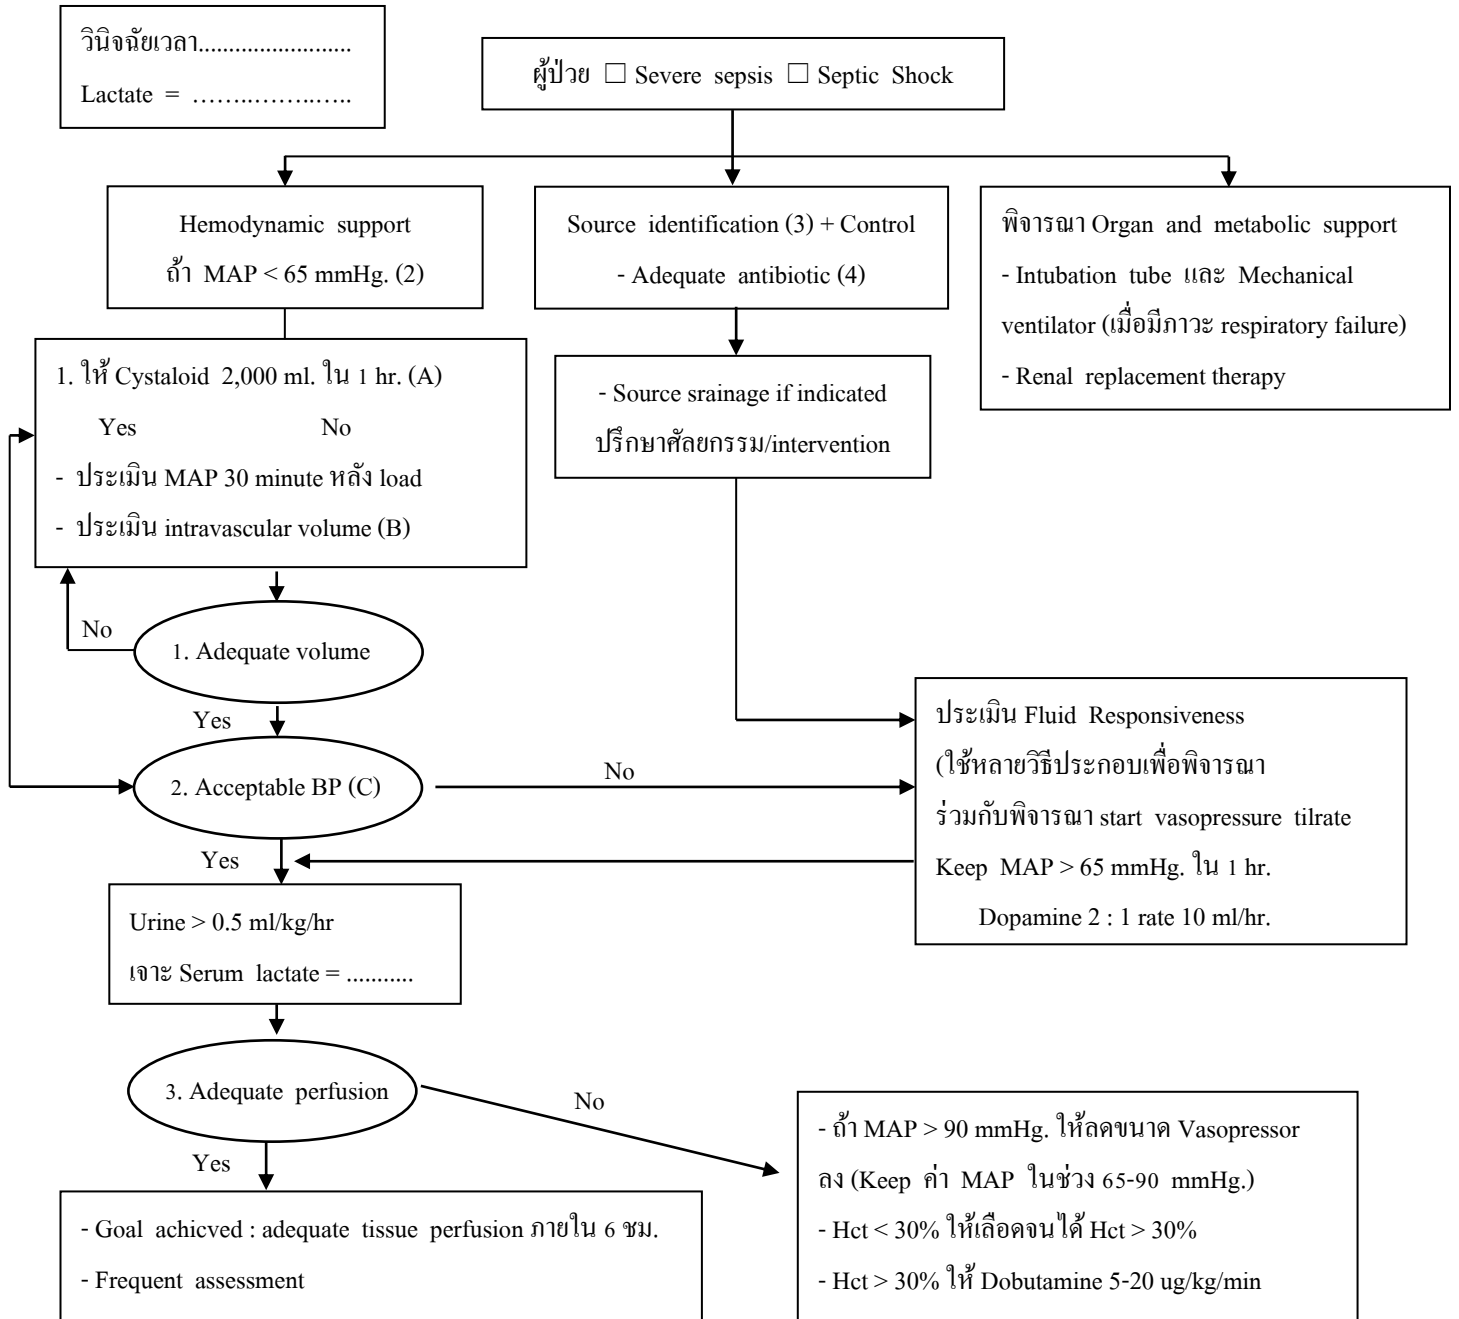 วินิจฉัยเวลา.........................
Lactate = ……..……..…..
ผู้ป่วย □ Severe sepsis □ Septic Shock
Hemodynamic support
ถ้า MAP < 65 mmHg. (2)
Source identification (3) + Control
- Adequate antibiotic (4)
พิจารณา Organ and metabolic support
- Intubation tube และ Mechanical
ventilator (เมื่อมีภาวะ respiratory failure)
- Renal replacement therapy
1. ให้ Cystaloid 2,000 ml. ใน 1 hr. (A)
Yes No
- ประเมิน MAP 30 minute หลัง load
- ประเมิน intravascular volume (B)
- Source srainage if indicated
ปรึกษาศัลยกรรม/intervention
No
1. Adequate volume
Yes
2. Acceptable BP (C)
No
ประเมิน Fluid Responsiveness
(ใช้หลายวิธีประกอบเพื่อพิจารณา
ร่วมกับพิจารณา start vasopressure tilrate
Keep MAP > 65 mmHg. ใน 1 hr.
Dopamine 2 : 1 rate 10 ml/hr.
Yes
Urine > 0.5 ml/kg/hr
เจาะ Serum lactate = ...........
3. Adequate perfusion
No
Yes
- Goal achicved : adequate tissue perfusion ภายใน 6 ชม.
- Frequent assessment
- ถ้า MAP > 90 mmHg. ให้ลดขนาด Vasopressor
ลง (Keep ค่า MAP ในช่วง 65-90 mmHg.)
- Hct < 30% ให้เลือดจนได้ Hct > 30%
- Hct > 30% ให้ Dobutamine 5-20 ug/kg/min